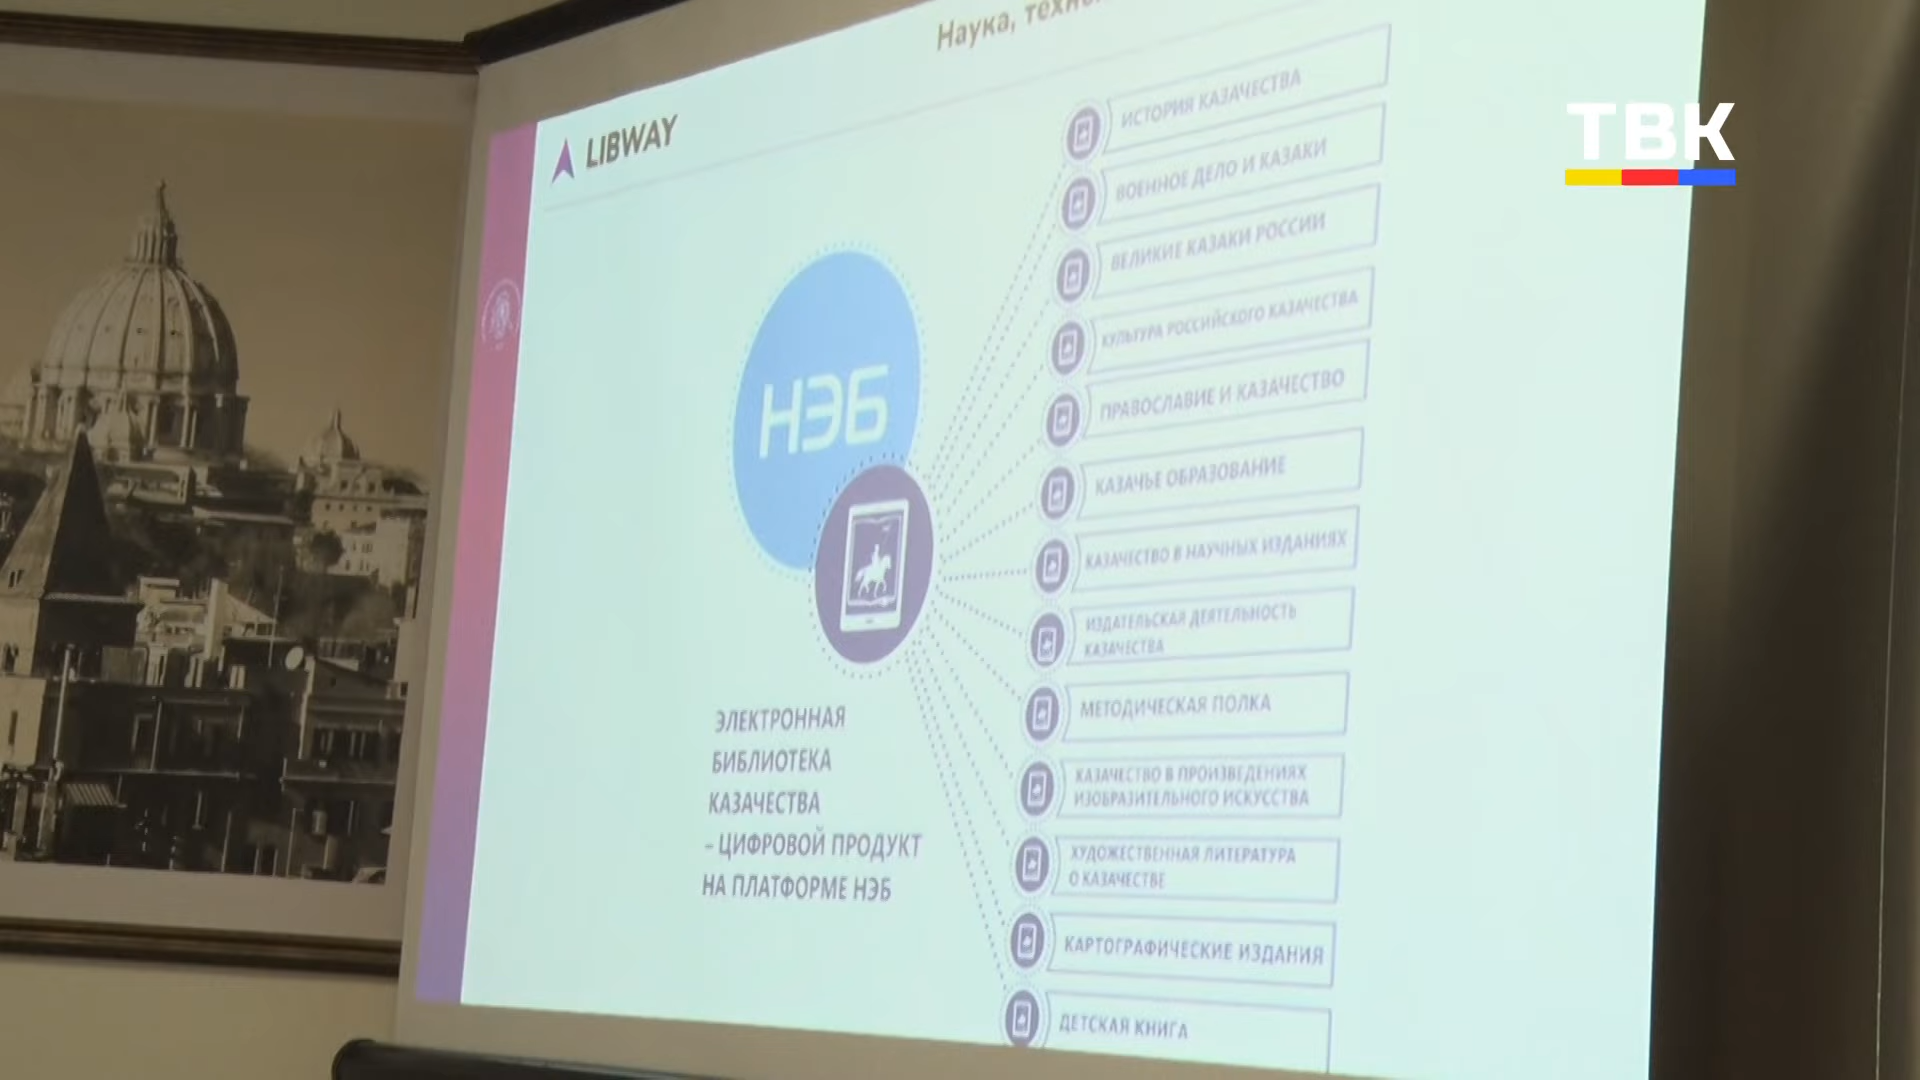 Наука,
ТВК
LIBWAY
ИСТОРИЯ КАЗАЧЕСТВА
ВОЕННОЕ ДЕЛО И КАЗАКИ
ВЕЛИКИЕ КАЗАКИ РОССИИ
КУЛЬТУРА РОССИЙСКОГО КАЗАЧЕСТВА
ПРАВОСЛАВИЕ И КАЗАЧЕСТВО
КАЗАЧЬЕ ОБРАЗОВАНИЕ
КАЗАЧЕСТВО В НАУЧНЫХ ИЗДАНИЯХ
ИЗДАТЕЛЬСКАЯ ДЕЯТЕЛЬНОСТЬ
КАЗАЧЕСТВА
МЕТОДИЧЕСКАЯ ПОЛКА
КАЗАЧЕСТВО В ПРОИЗВЕДЕНИЯХ
ИЗОБРАЗИТЕЛЬНОГО ИСКУССТВА
ХУДОЖЕСТВЕННАЯ ЛИТЕРАТУРА
О КАЗАЧЕСТВЕ
КАРТОГРАФИЧЕСКИЕ ИЗДАНИЯ
ДЕТСКАЯ КНИГА
НЭБ
ЭЛЕКТРОННАЯ
БИБЛИОТЕКА
КАЗАЧЕСТВА
– ЦИФРОВОЙ ПРОДУКТ
НА ПЛАТФОРМЕ НЭБ